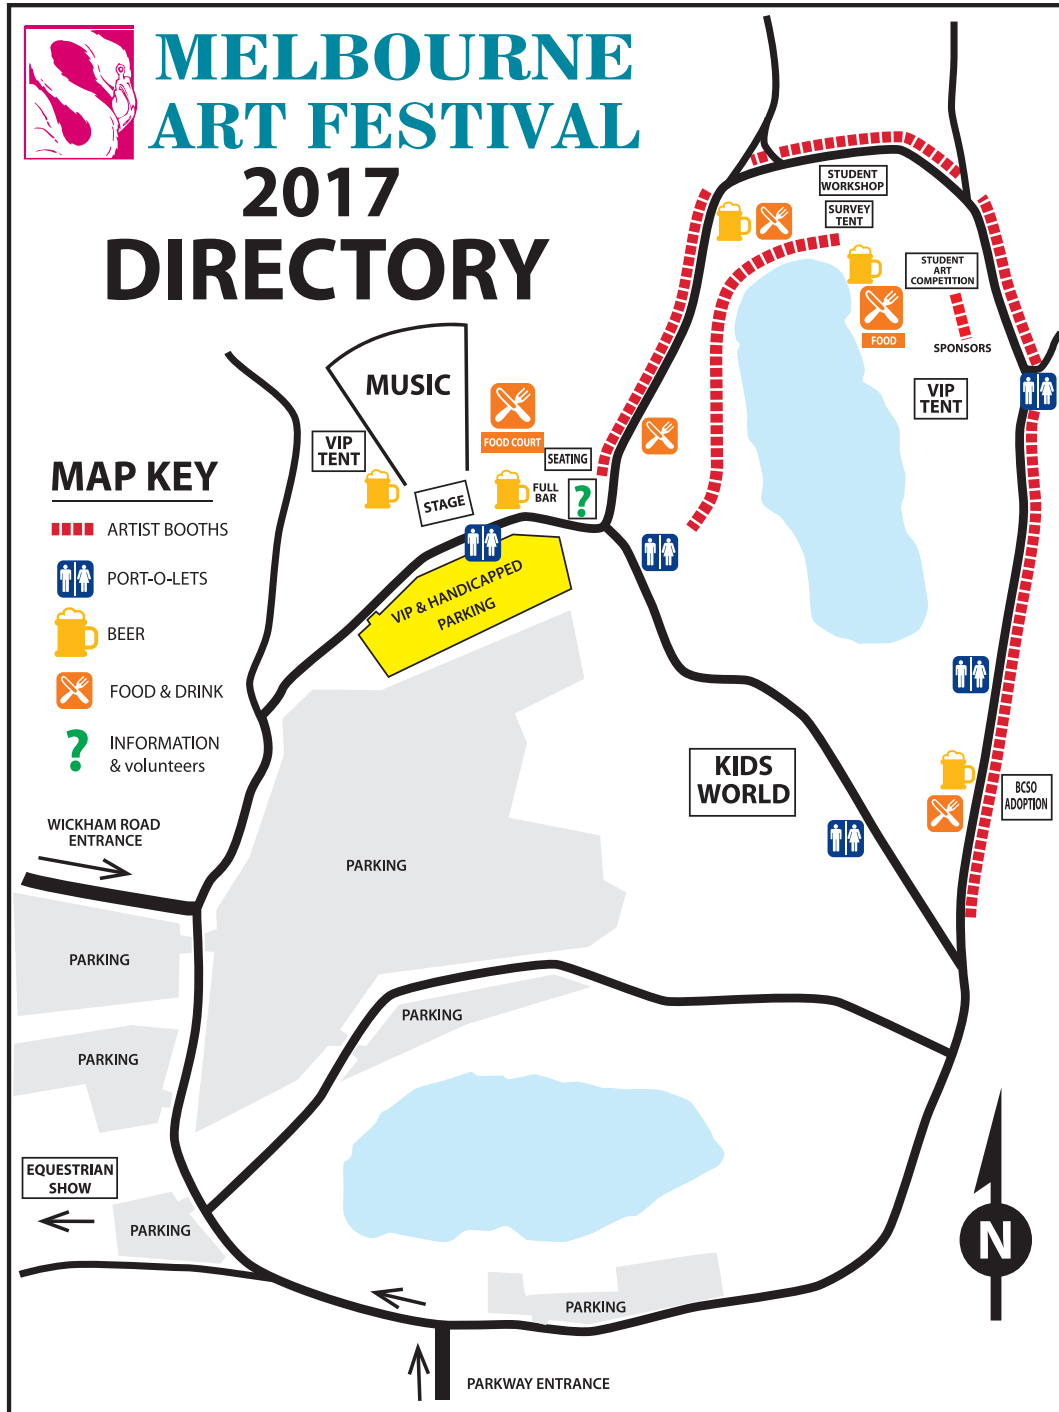 MELBOURNE
ART FESTIVAL
2017
DIRECTORY
STUDENT
WORKSHOP
SURVEY
TENT
STUDENT
ART
COMPETITION
FOOD
SPONSORS
VIP
TENT
MUSIC
VIP
TENT
FOOD COURT
SEATING
FULL
BAR
?
STAGE
VIP & HANDICAPPED
PARKING
MAP KEY
ARTIST BOOTHS
PORT-O-LETS
BEER
FOOD & DRINK
?
INFORMATION
& volunteers
KIDS
WORLD
BCSO
ADOPTION
WICKHAM ROAD
ENTRANCE
PARKING
PARKING
PARKING
PARKING
EQUESTRIAN
SHOW
PARKING
PARKING
N
PARKWAY ENTRANCE